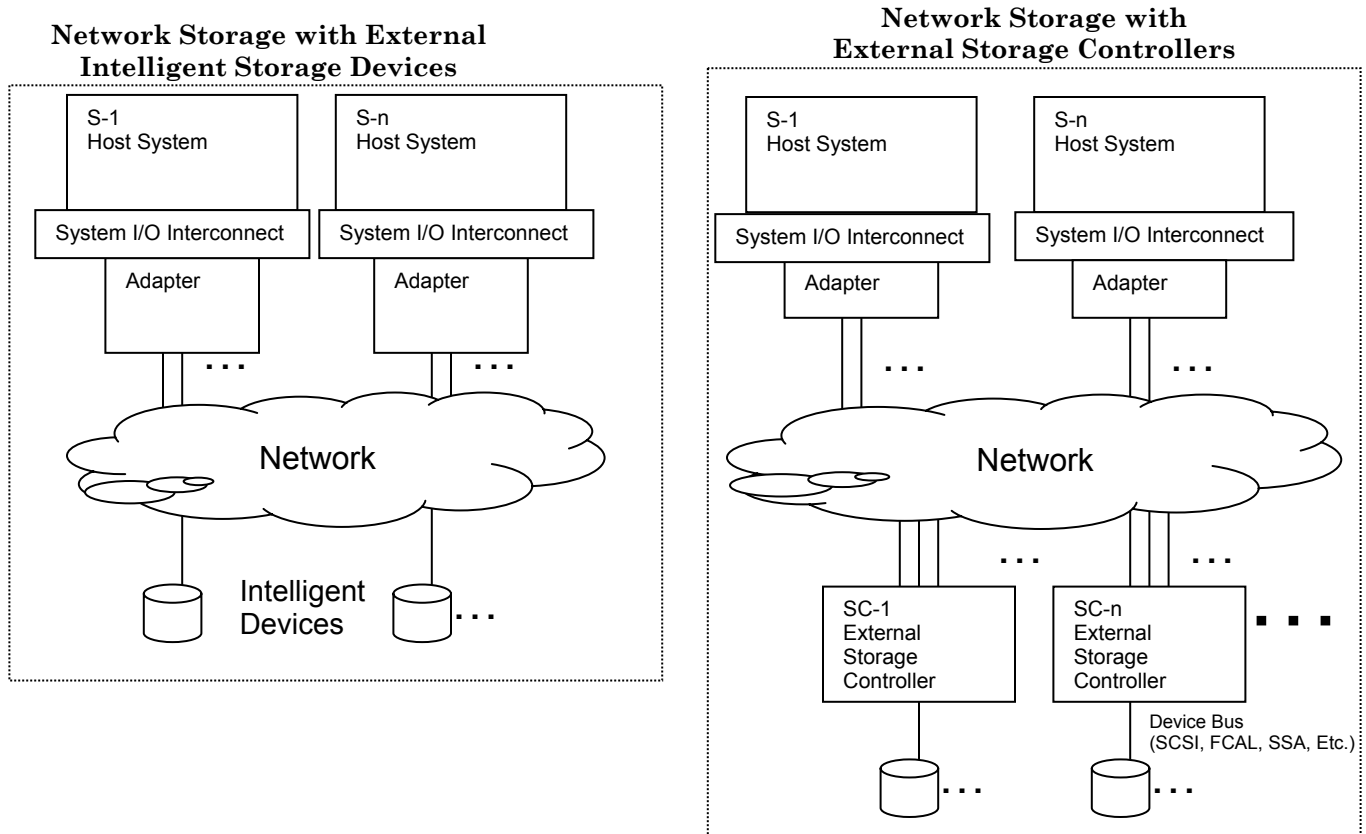 Network Storage with External
Intelligent Storage Devices
S-1
Host System
S-n
Host System
System I/O Interconnect
System I/O Interconnect
Adapter
Adapter
...
...
Network
Intelligent
Devices
...
Network Storage with
External Storage Controllers
S-1
Host System
S-n
Host System
System I/O Interconnect
System I/O Interconnect
Adapter
Adapter
...
...
Network
...
...
SC-1
External
Storage
Controller
SC-n
External
Storage
Controller
...
Device Bus
(SCSI, FCAL, SSA, Etc.)
...
...